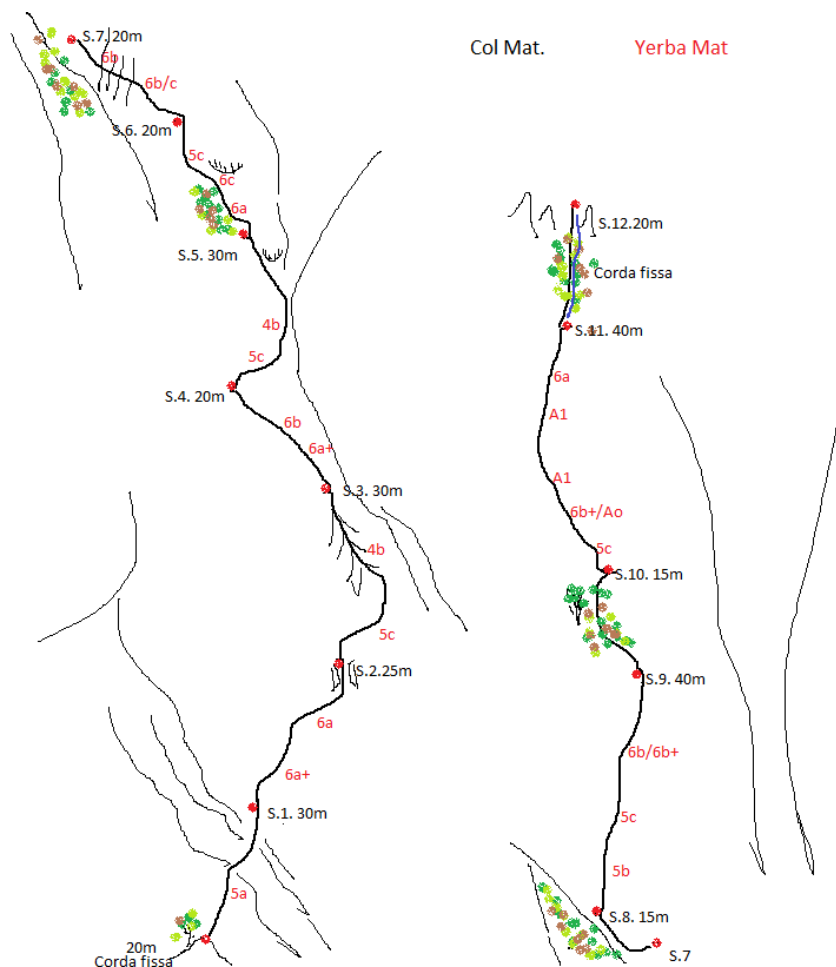 Col Mat.
Yerba Mat
S.7. 20m
6b
6b/c
S.6. 20m
5c
6c
6a
S.5. 30m
4b
5c
S.4. 20m
6b
6a+
S.3. 30m
4b
5c
S.2.25m
6a
6a+
S.1. 30m
5a
20m
Corda fissa
S.12.20m
Corda fissa
S.11. 40m
6a
A1
A1
6b+/Ao
5c
S.10. 15m
S.9. 40m
6b/6b+
5c
5b
S.8. 15m
S.7